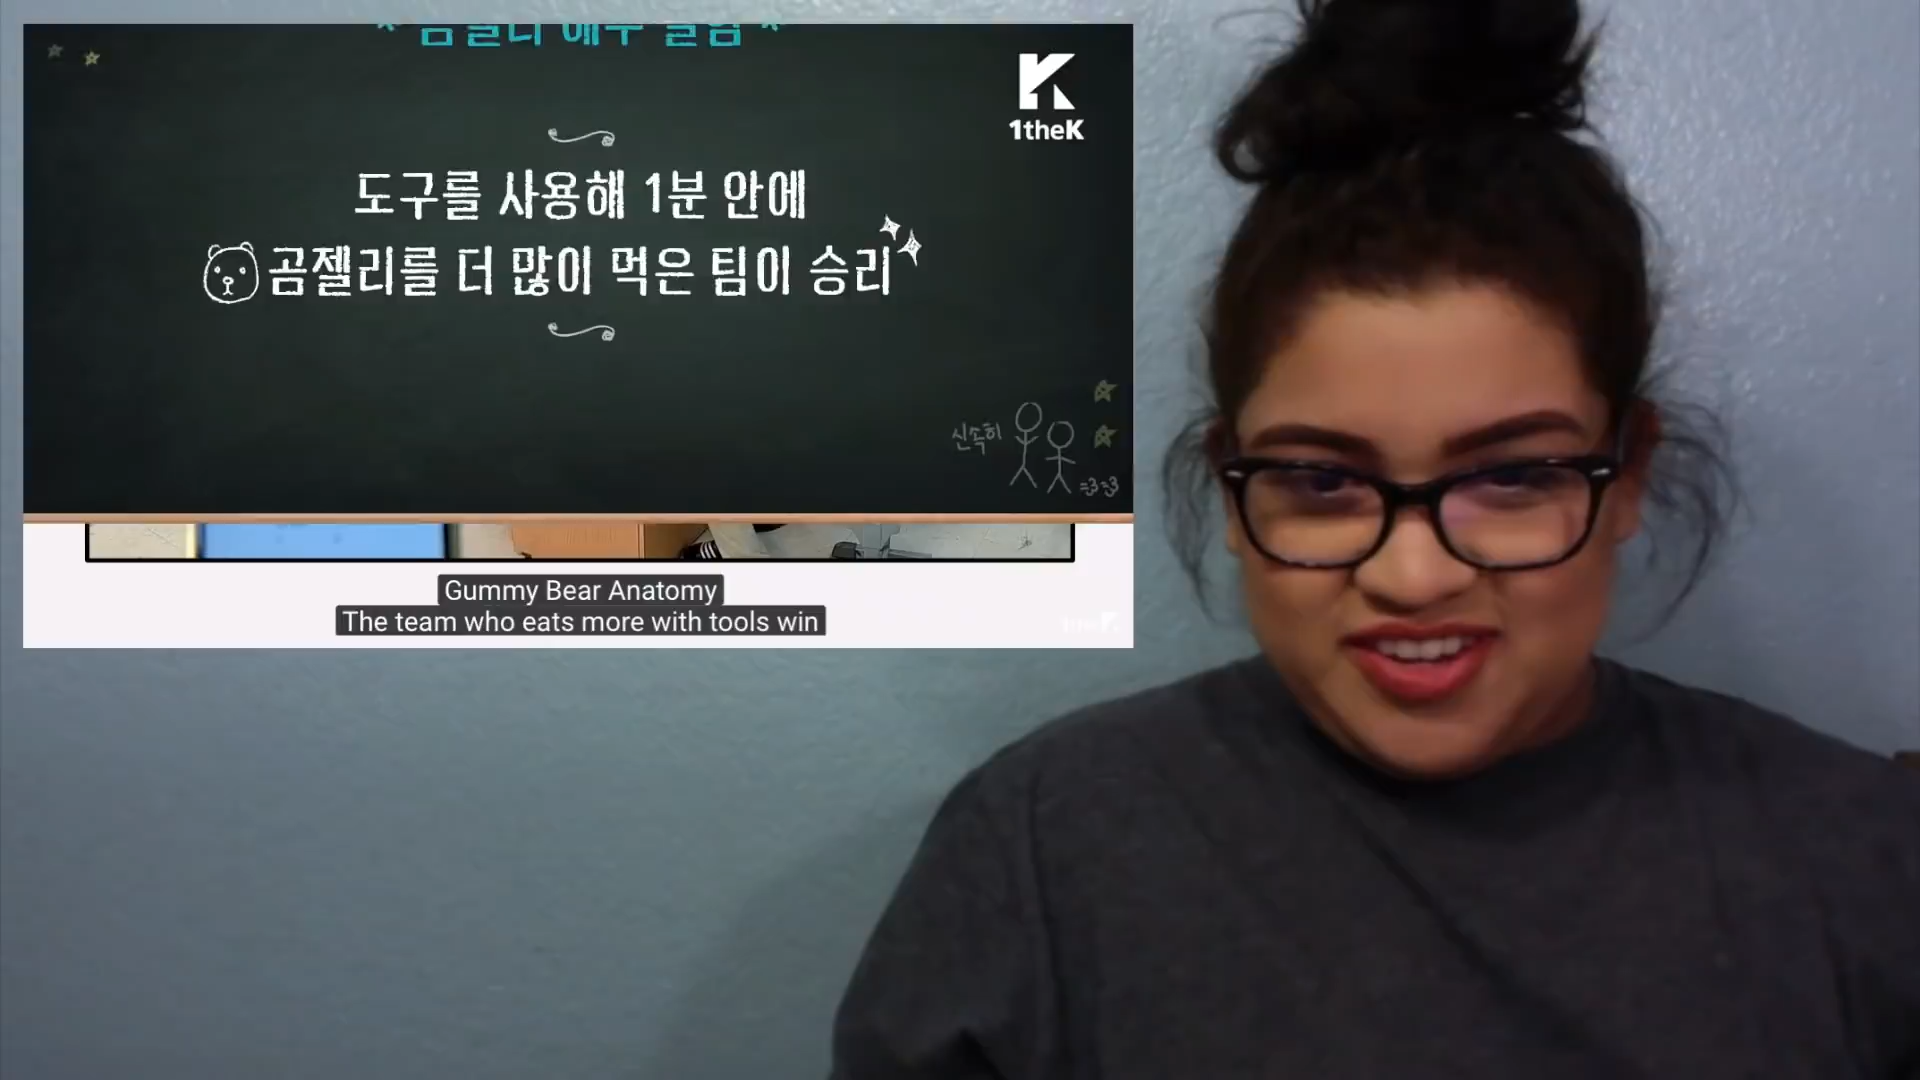 1theK
도구를 사용해 1분 안에
곰젤리를 더 많이 먹은 팀이 승리
신속히
Gummy Bear Anatomy
The team who eats more with tools win